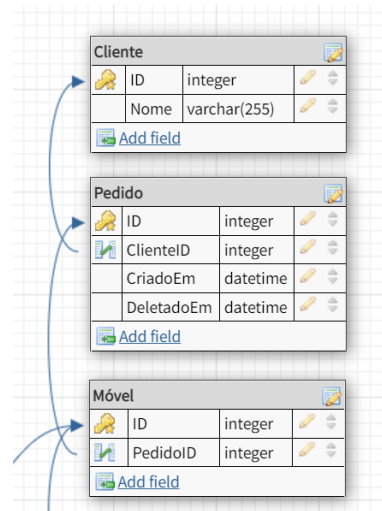 Cliente
ID integer
Nome varchar(255)
Add field
Pedido
ID integer
ClienteID integer
CriadoEm datetime
DeletadoEm datetime
Add field
Móvel
ID integer
PedidoID integer
Add field